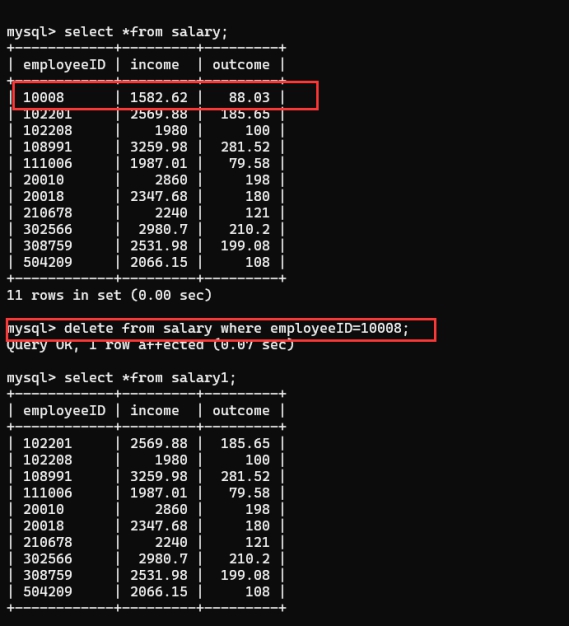 mysql> select *from salary;
+------------+---------+---------+
| employeeID | income  | outcome |
+------------+---------+---------+
| 10008      | 1582.62 |   88.03 |
| 102201     | 2569.88 |  185.65 |
| 102208     |    1980 |     100 |
| 108991     | 3259.98 |  281.52 |
| 111006     | 1987.01 |   79.58 |
| 20010      |    2860 |     198 |
| 20018      | 2347.68 |     180 |
| 210678     |    2240 |     121 |
| 302566     |  2980.7 |   210.2 |
| 308759     | 2531.98 |  199.08 |
| 504209     | 2066.15 |     108 |
+------------+---------+---------+
11 rows in set (0.00 sec)
mysql> delete from salary where employeeID=10008;
Query OK, 1 row affected (0.07 sec)
mysql> select *from salary1;
+------------+---------+---------+
| employeeID | income  | outcome |
+------------+---------+---------+
| 102201     | 2569.88 |  185.65 |
| 102208     |    1980 |     100 |
| 108991     | 3259.98 |  281.52 |
| 111006     | 1987.01 |   79.58 |
| 20010      |    2860 |     198 |
| 20018      | 2347.68 |     180 |
| 210678     |    2240 |     121 |
| 302566     |  2980.7 |   210.2 |
| 308759     | 2531.98 |  199.08 |
| 504209     | 2066.15 |     108 |
+------------+---------+---------+